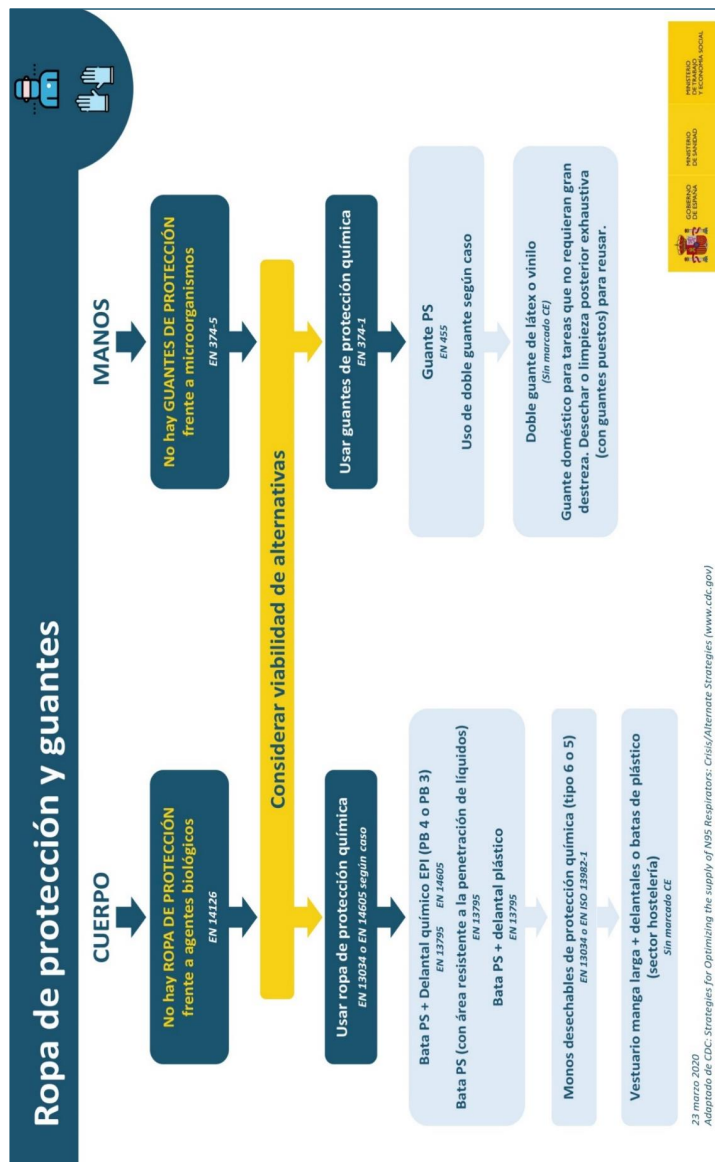 Ropa de protección y guantes
CUERPO
No hay ROPA DE PROTECCIÓN
frente a agentes biológicos
EN 14126
MANOS
No hay GUANTES DE PROTECCIÓN
frente a microorganismos
EN 374-5
Considerar viabilidad de alternativas
Usar ropa de protección química
EN 13034 o EN 14605 según caso
Bata PS + Delantal químico EPI (PB 4 o PB 3)
EN 13795 EN 14605
Bata PS (con área resistente a la penetración de líquidos)
EN 13795
Bata PS + delantal plástico
EN 13795
Monos desechables de protección química (tipo 6 o 5)
EN 13034 o EN ISO 13982-1
Vestuario manga larga + delantales o batas de plástico
(sector hostelería)
Sin marcado CE
Usar guantes de protección química
EN 374-1
Guante PS
EN 455
Uso de doble guante según caso
Doble guante de látex o vinilo
(Sin marcado CE)
Guante doméstico para tareas que no requieran gran
destreza. Desechar o limpieza posterior exhaustiva
(con guantes puestos) para reusar.
23 marzo 2020
Adaptado de CDC: Strategies for Optimizing the supply of N95 Respirators: Crisis/Alternate Strategies (www.cdc.gov)
GOBIERNO
DE ESPAÑA
MINISTERIO
DE SANIDAD
MINISTERIO
DE TRABAJO
Y ECONOMÍA SOCIAL